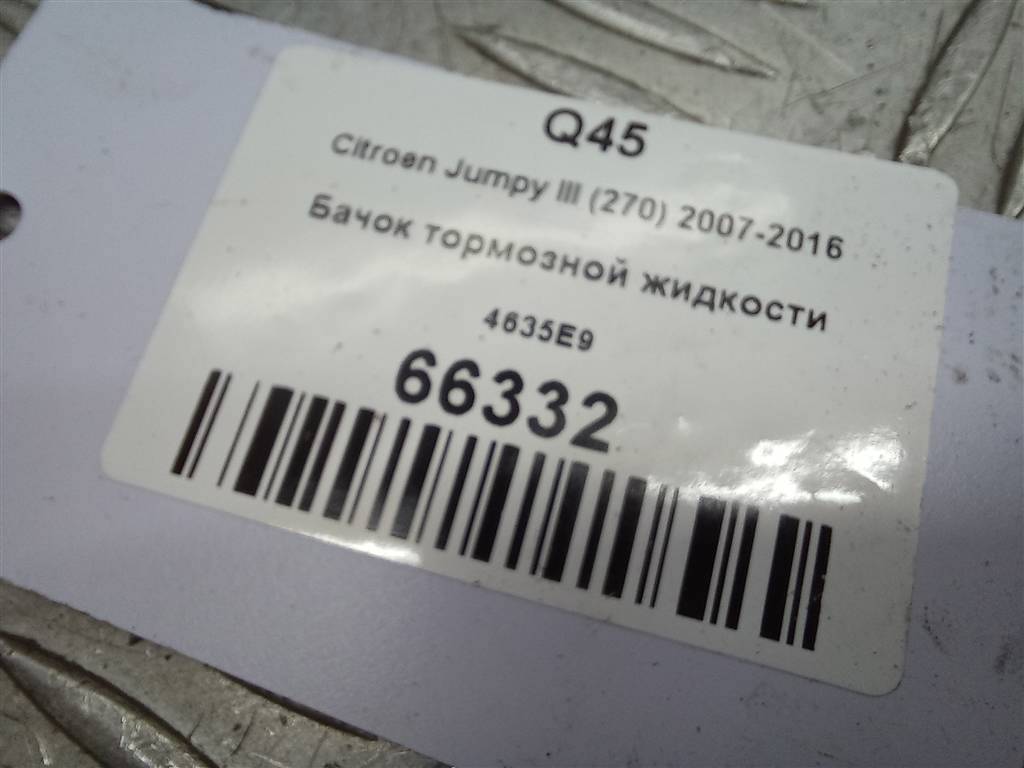 Q45
Citroen Jumpy III (270) 2007-2016
Бачок тормозной жидкости
4635E9
66332